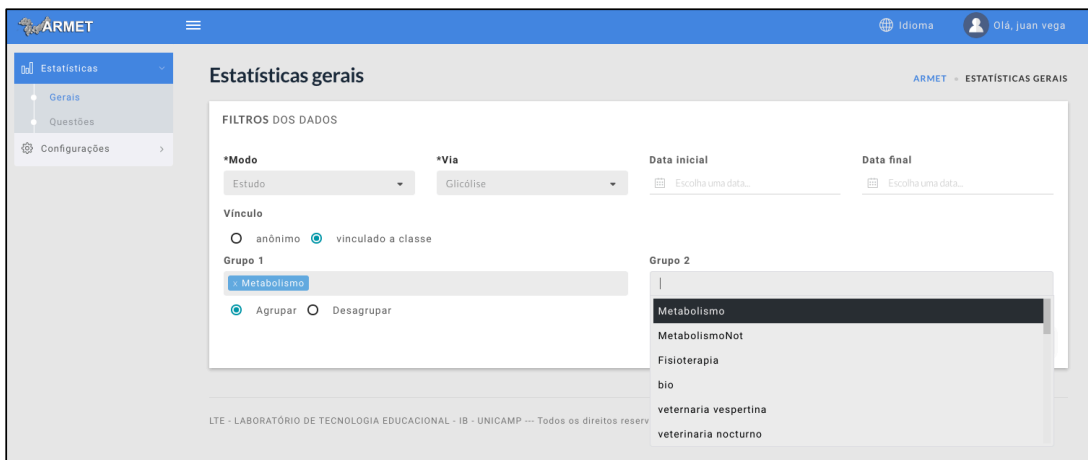 ARMET
Idioma
Olá, juan vega
Estatísticas
Gerais
Questões
Configurações
Estatísticas gerais
ARMET » ESTATÍSTICAS GERAIS
FILTROS DOS DADOS
*Modo
*Via
Data inicial
Data final
Estudo
Glicólise
Escolha uma data...
Escolha uma data...
Vínculo
anônimo
vinculado a classe
Grupo 1
Grupo 2
x Metabolismo
Agrupar
Desagrupar
Metabolismo
MetabolismoNot
Fisioterapia
bio
veternaria vespertina
veterinaria nocturno
LTE - LABORATÓRIO DE TECNOLOGIA EDUCACIONAL - IB - UNICAMP --- Todos os direitos reserv